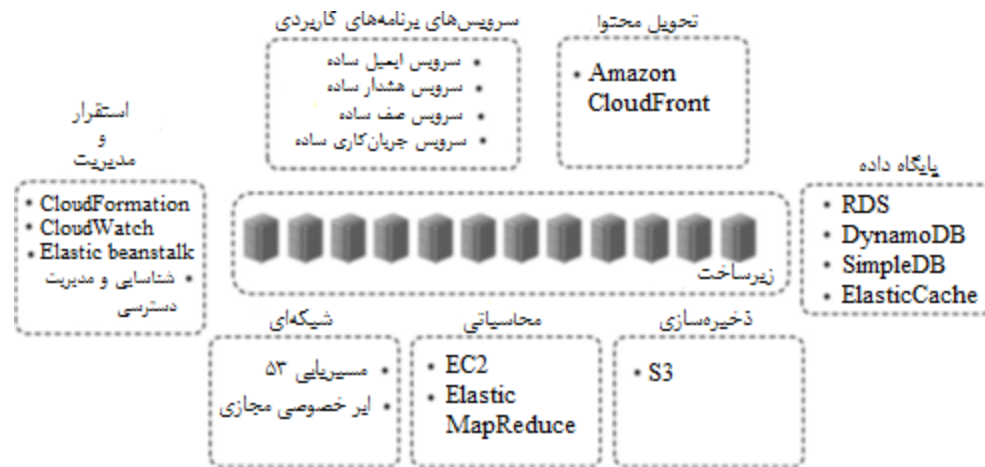 سرویس‌های برنامه‌های کاربردی
• سرویس ایمیل ساده
• سرویس هشدار ساده
• سرویس صف ساده
• سرویس جریان‌کاری ساده
تحویل محتوا
• Amazon
CloudFront
استقرار
و
مدیریت
• CloudFormation
• CloudWatch
• Elastic beanstalk
• شناسایی و مدیریت
دسترسی
زیرساخت
پایگاه داده
• RDS
• DynamoDB
• SimpleDB
• ElasticCache
شبکه‌ای
• مسیریابی ۵۳
• ابر خصوصی مجازی
محاسباتی
• EC2
• Elastic
MapReduce
ذخیره‌سازی
• S3